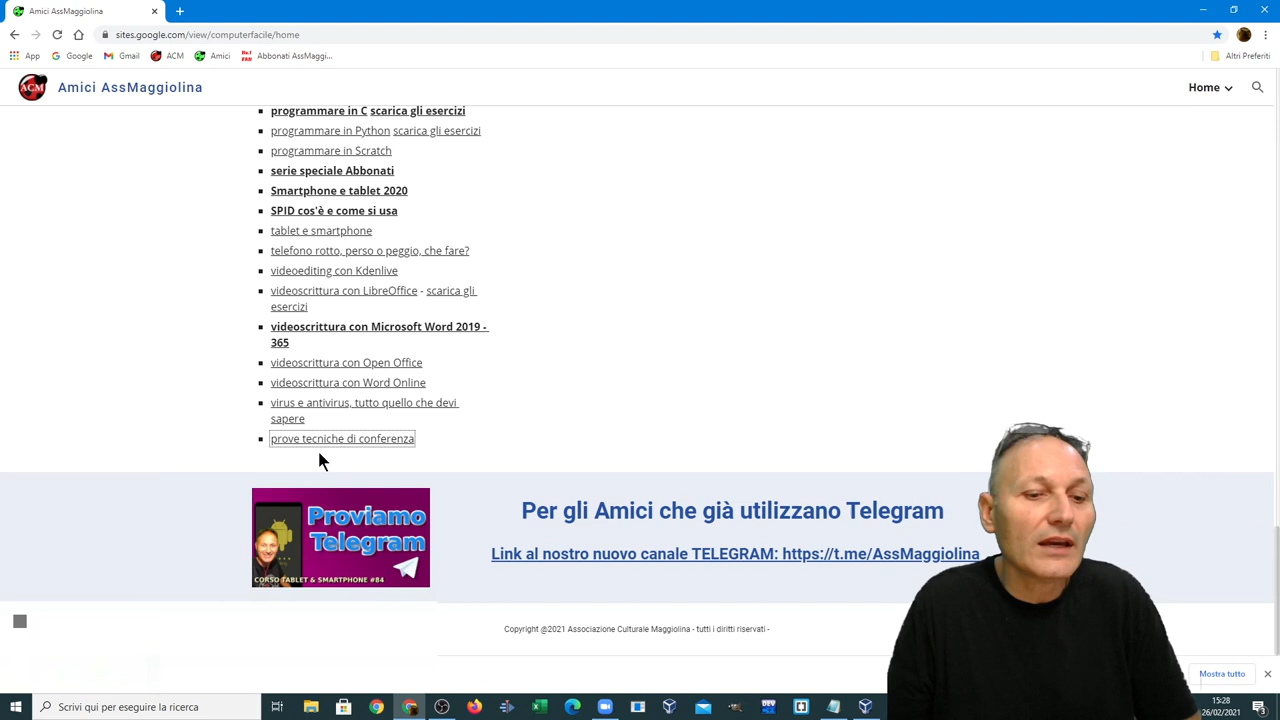 Amici AssMaggiolina
sites.google.com/view/computerfacile/home
App Google Gmail ACM Amici Abbonati AssMaggi... Altri Preferiti
ACM Amici AssMaggiolina Home
programmare in C scarica gli esercizi
programmare in Python scarica gli esercizi
programmare in Scratch
serie speciale Abbonati
Smartphone e tablet 2020
SPID cos'è e come si usa
tablet e smartphone
telefono rotto, perso o peggio, che fare?
videoediting con Kdenlive
videoscrittura con LibreOffice - scarica gli
esercizi
videoscrittura con Microsoft Word 2019 -
365
videoscrittura con Open Office
videoscrittura con Word Online
virus e antivirus, tutto quello che devi
sapere
prove tecniche di conferenza
Proviamo
Telegram
CORSO TABLET & SMARTPHONE #84
Per gli Amici che già utilizzano Telegram
Link al nostro nuovo canale TELEGRAM: https://t.me/AssMaggiolina
Copyright @2021 Associazione Culturale Maggiolina - tutti i diritti riservati -
Mostra tutto
Scrivi qui per eseguire la ricerca
15:28
26/02/2021